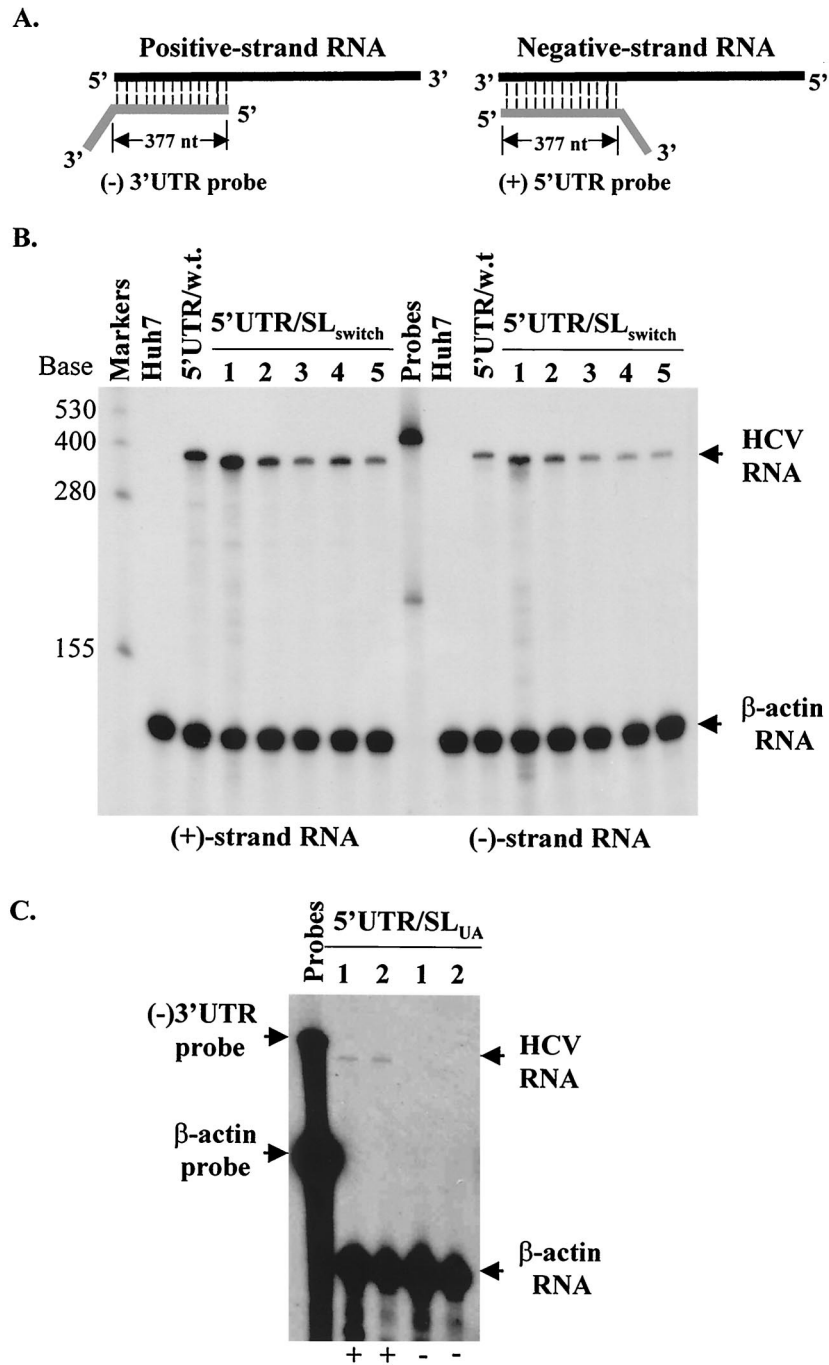 A.
Positive-strand RNA
Negative-strand RNA
5’ 3’ 3’ 5’
5’ 5’
377 nt 377 nt
3’ 3’
(-) 3’UTR probe (+) 5’UTR probe
B.
Markers
Huh7
5’UTR/w.t.
5’UTR/SLswitch
Probes
Huh7
5’UTR/w.t
5’UTR/SLswitch
Base 1 2 3 4 5 1 2 3 4 5
530
400
280
155
HCV
RNA
β-actin
RNA
(+)-strand RNA (-)-strand RNA
C.
Probes
5’UTR/SLUA
1 2 1 2
(-)3’UTR
probe
HCV
RNA
β-actin
probe
β-actin
RNA
+ + - -